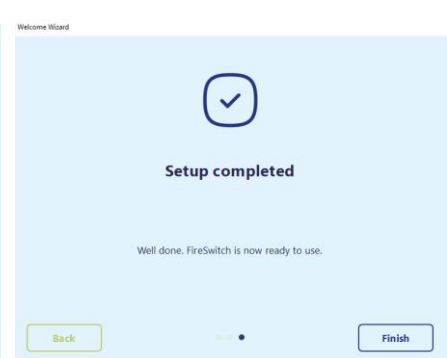 Welcome Wizard
Setup completed
Well done. FireSwitch is now ready to use.
Back
Finish